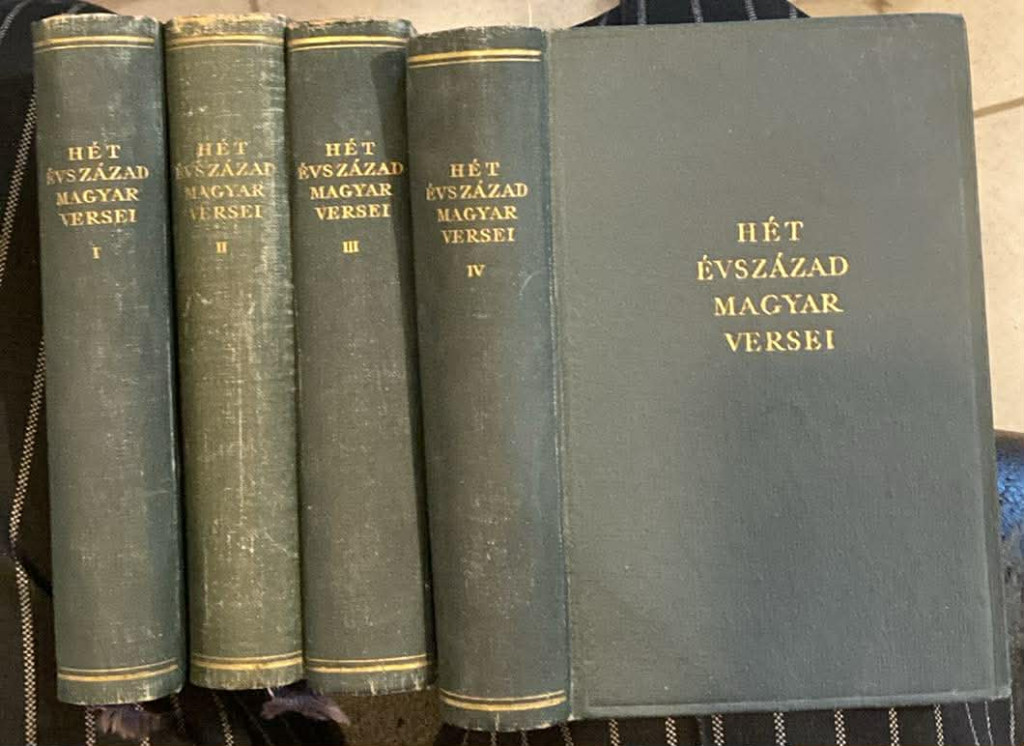 HÉT
ÉVSZÁZAD
MAGYAR
VERSEI
I
HÉT
ÉVSZÁZAD
MAGYAR
VERSEI
II
HÉT
ÉVSZÁZAD
MAGYAR
VERSEI
III
HÉT
ÉVSZÁZAD
MAGYAR
VERSEI
IV
HÉT
ÉVSZÁZAD
MAGYAR
VERSEI